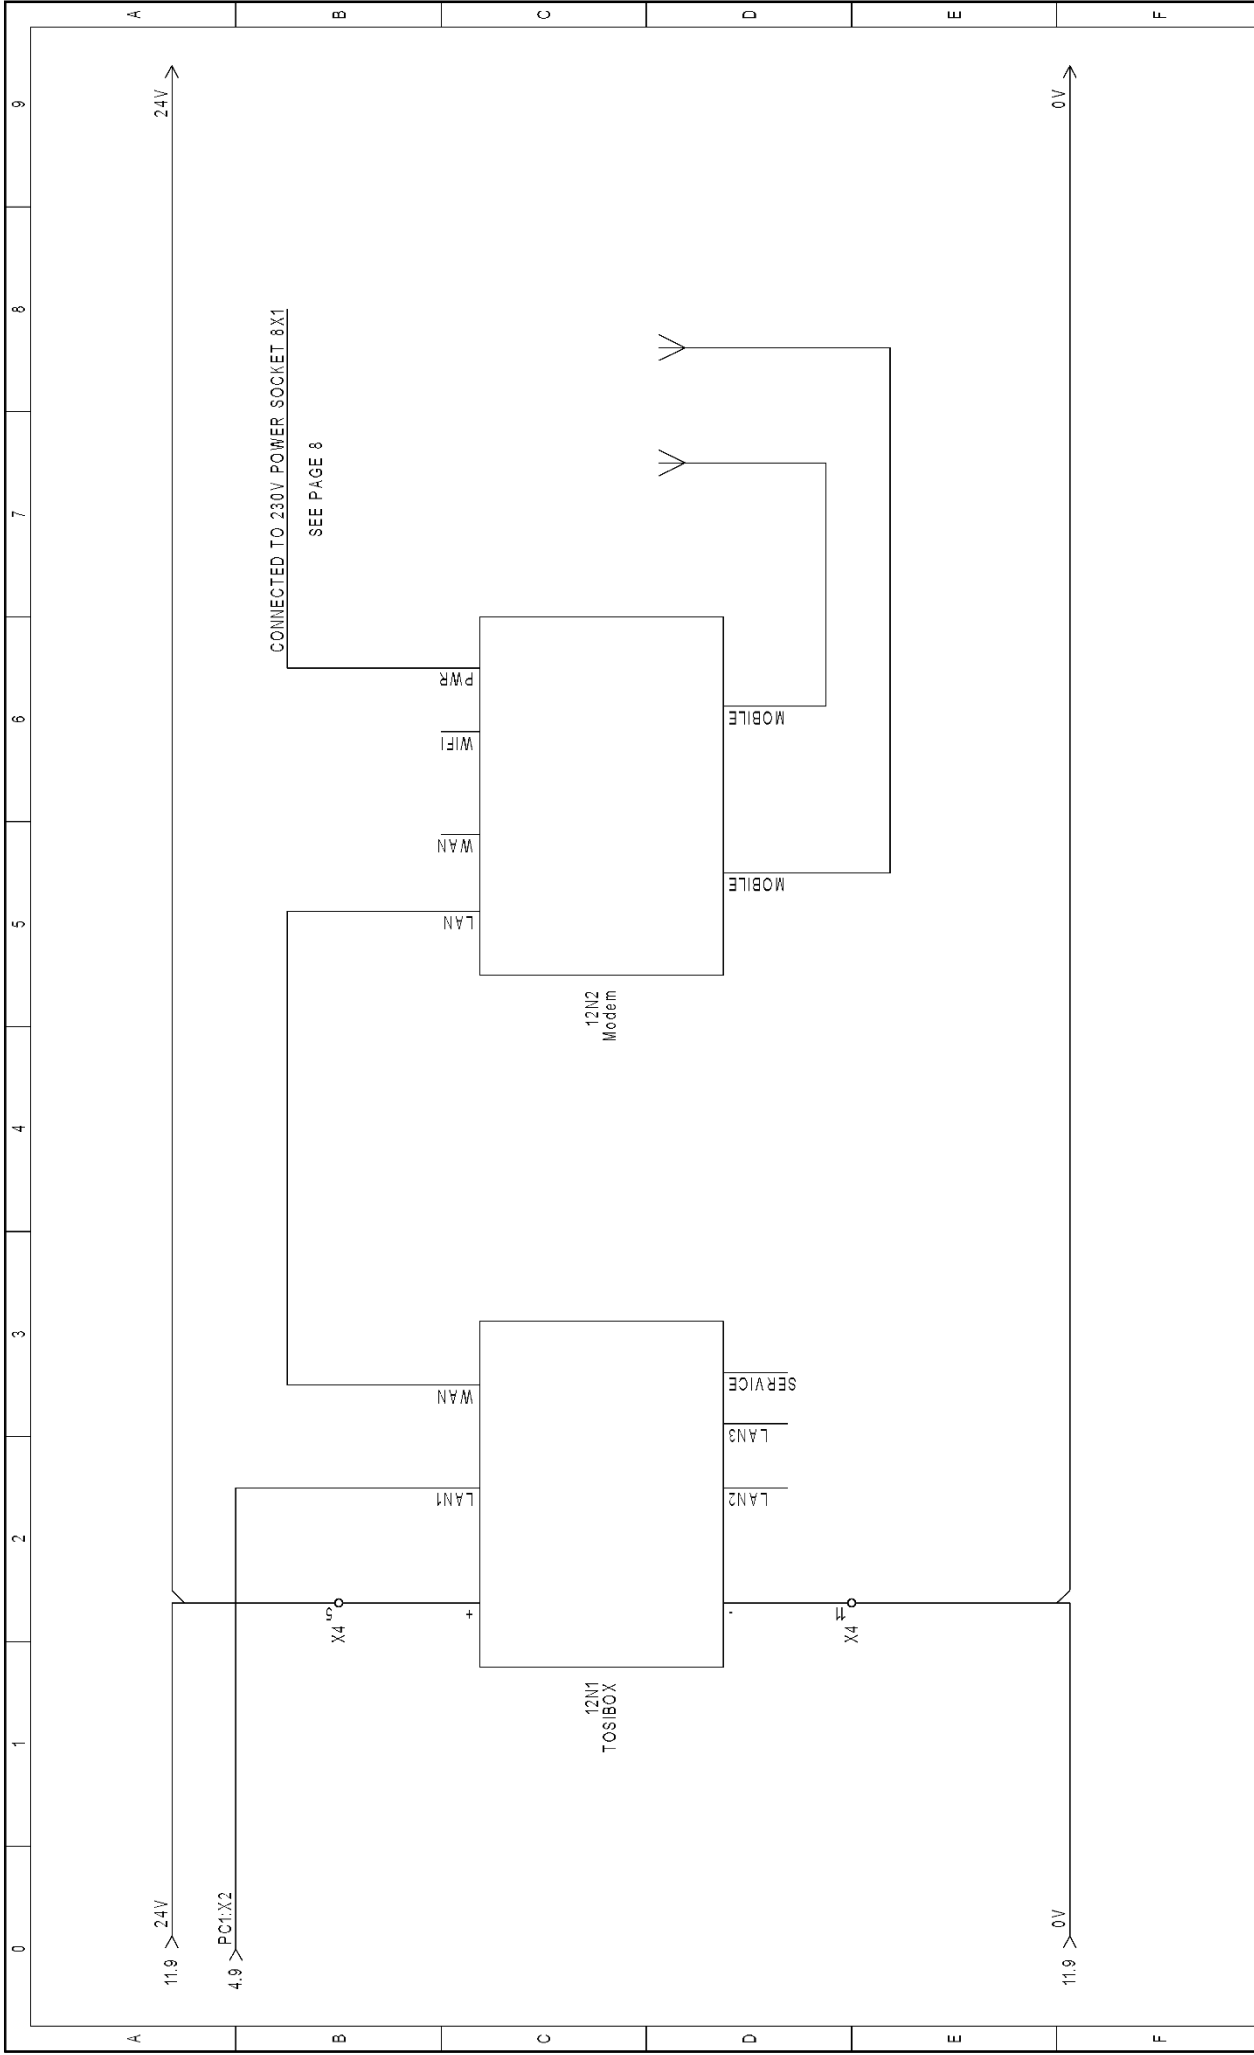 0 1 2 3 4 5 6 7 8 9
A
A
24V
24V
11.9
PC1:X2
4.9
B
B
CONNECTED TO 230V POWER SOCKET 8X1
SEE PAGE 8
5
X4
+
LAN1
WAN
LAN
WAN
WIFI
PWR
C
C
12N1
TOSIBOX
12N2
Modem
D
D
-
LAN2
LAN3
SERVICE
MOBILE
MOBILE
11
X4
E
E
0V
0V
11.9
F
F